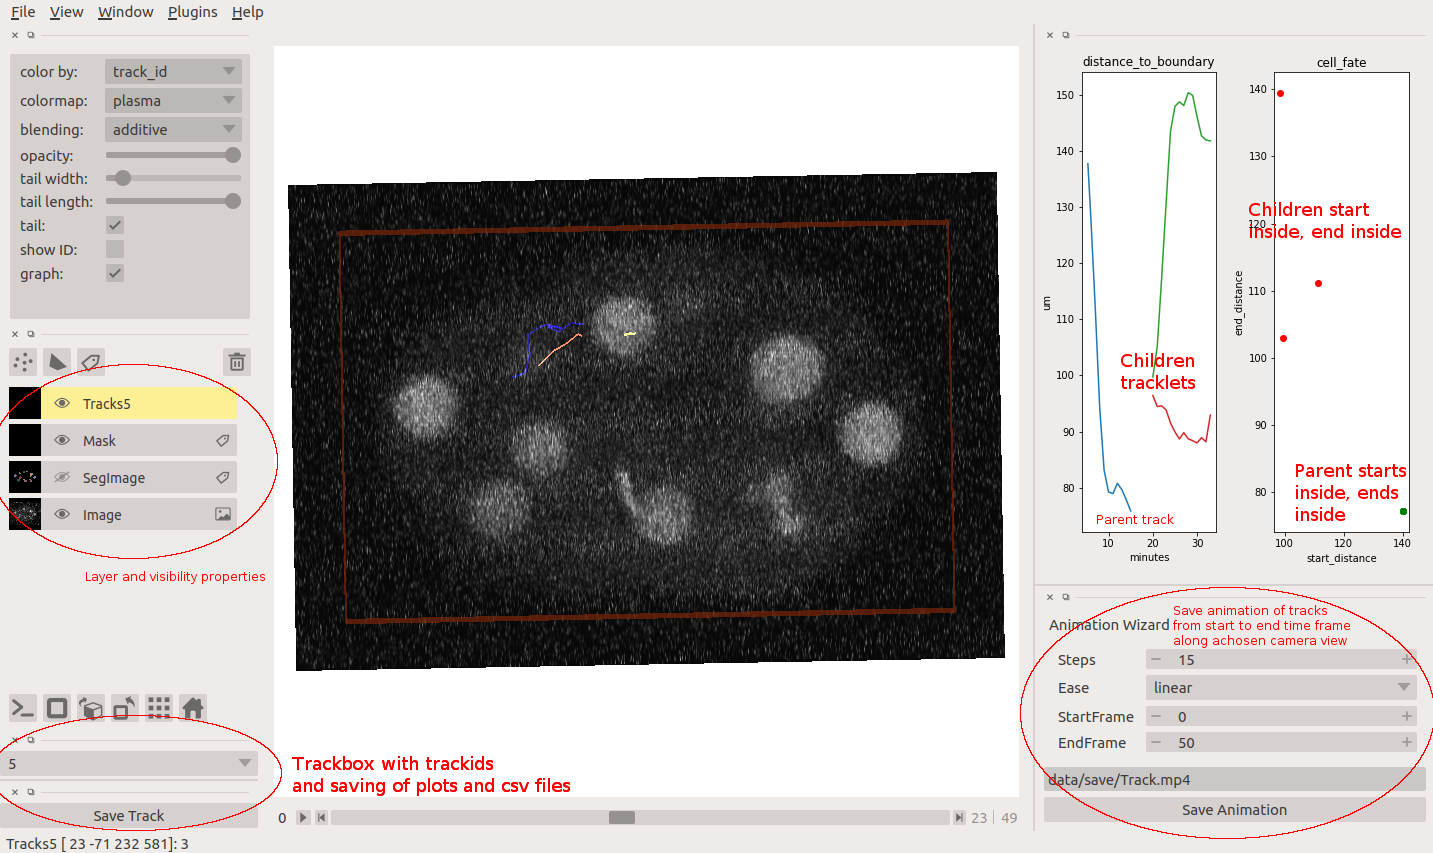 File View Window Plugins Help
color by: track_id
colormap: plasma
blending: additive
opacity:
tail width:
tail length:
tail:
show ID:
graph:
Tracks5
Mask
SegImage
Image
Layer and visibility properties
5
Save Track
Tracks5 [ 23 -71 232 581]: 3
Trackbox with trackids
and saving of plots and csv files
0
23 | 49
distance_to_boundary
150
140
130
120
110
100
90
80
um
10 20 30
minutes
Children
tracklets
Parent track
cell_fate
140
130
120
110
100
90
80
end_distance
100 120 140
start_distance
Children start
inside, end inside
Parent starts
inside, ends
inside
Animation Wizard
Save animation of tracks
from start to end time frame
along achosen camera view
Steps 15
Ease linear
StartFrame 0
EndFrame 50
data/save/Track.mp4
Save Animation